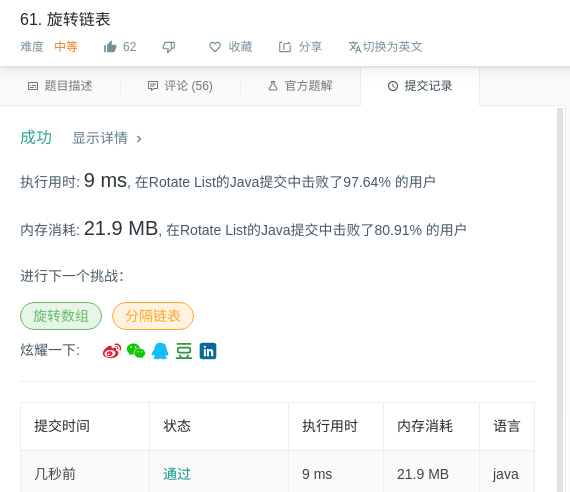 61. 旋转链表
难度 中等 62 收藏 分享 切换为英文
题目描述 评论 (56) 官方题解 提交记录
成功 显示详情 >
执行用时: 9 ms, 在Rotate List的Java提交中击败了97.64% 的用户
内存消耗: 21.9 MB, 在Rotate List的Java提交中击败了80.91% 的用户
进行下一个挑战：
旋转数组 分隔链表
炫耀一下: 豆 in
提交时间 状态 执行用时 内存消耗 语言
几秒前 通过 9 ms 21.9 MB java